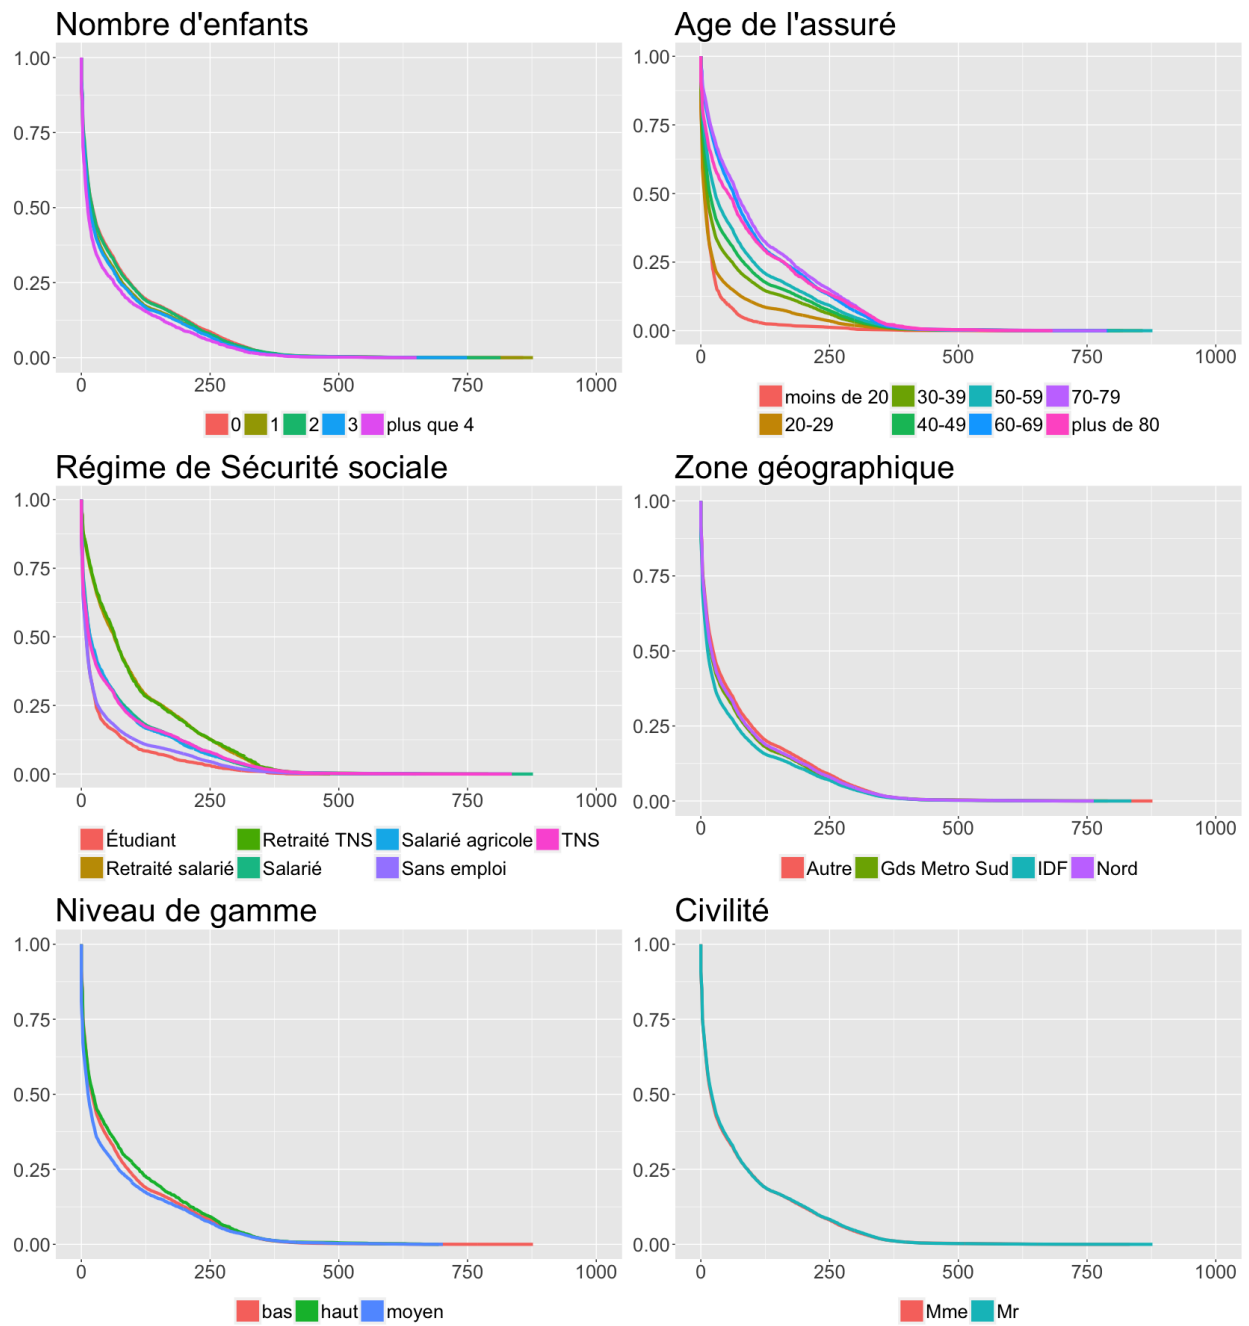 Nombre d'enfants
1.00
0.75
0.50
0.25
0.00
0 250 500 750 1000
0 1 2 3 plus que 4
Age de l'assuré
1.00
0.75
0.50
0.25
0.00
0 250 500 750 1000
moins de 20 30-39 50-59 70-79
20-29 40-49 60-69 plus de 80
Régime de Sécurité sociale
1.00
0.75
0.50
0.25
0.00
0 250 500 750 1000
Étudiant Retraité TNS Salarié agricole TNS
Retraité salarié Salarié Sans emploi
Zone géographique
1.00
0.75
0.50
0.25
0.00
0 250 500 750 1000
Autre Gds Metro Sud IDF Nord
Niveau de gamme
1.00
0.75
0.50
0.25
0.00
0 250 500 750 1000
bas haut moyen
Civilité
1.00
0.75
0.50
0.25
0.00
0 250 500 750 1000
Mme Mr